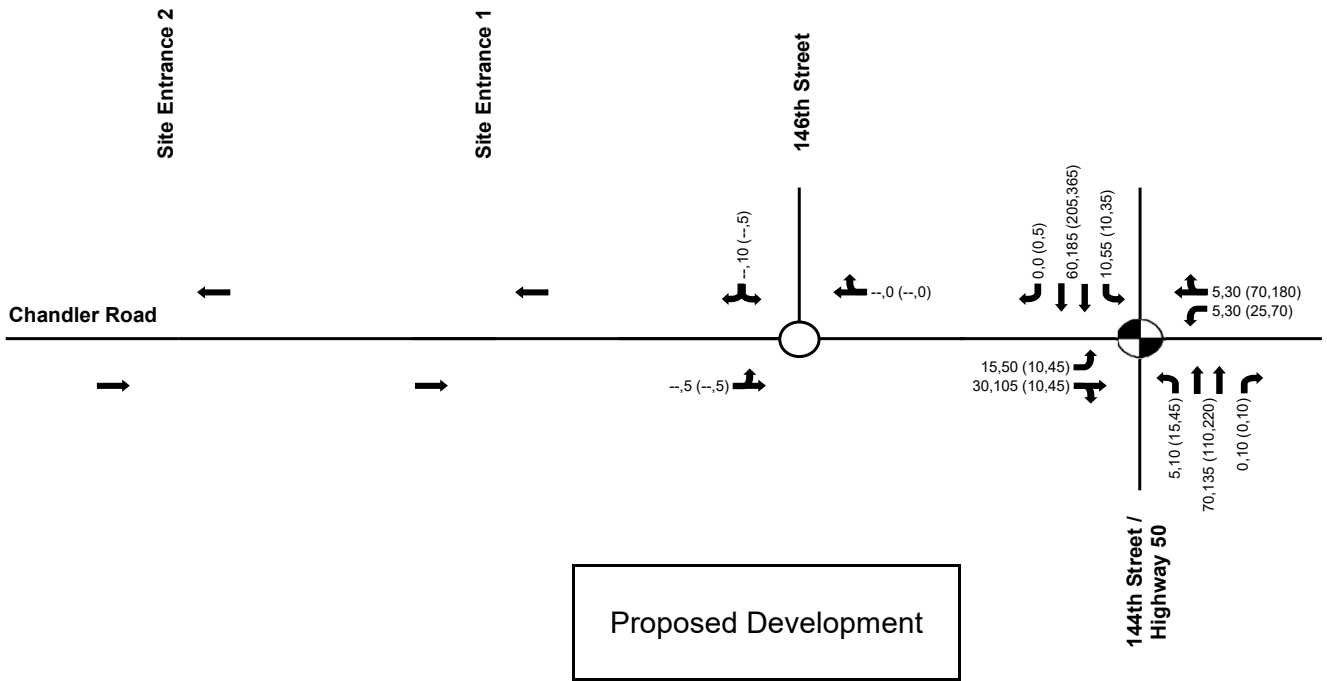 Site Entrance 2
Site Entrance 1
146th Street
--,10 (--,5)
0,0 (0,5)
60,185 (205,365)
10,55 (10,35)
--,0 (--,0)
5,30 (70,180)
5,30 (25,70)
Chandler Road
--,5 (--,5)
15,50 (10,45)
30,105 (10,45)
5,10 (15,45)
70,135 (110,220)
0,10 (0,10)
144th Street /
Highway 50
Proposed Development